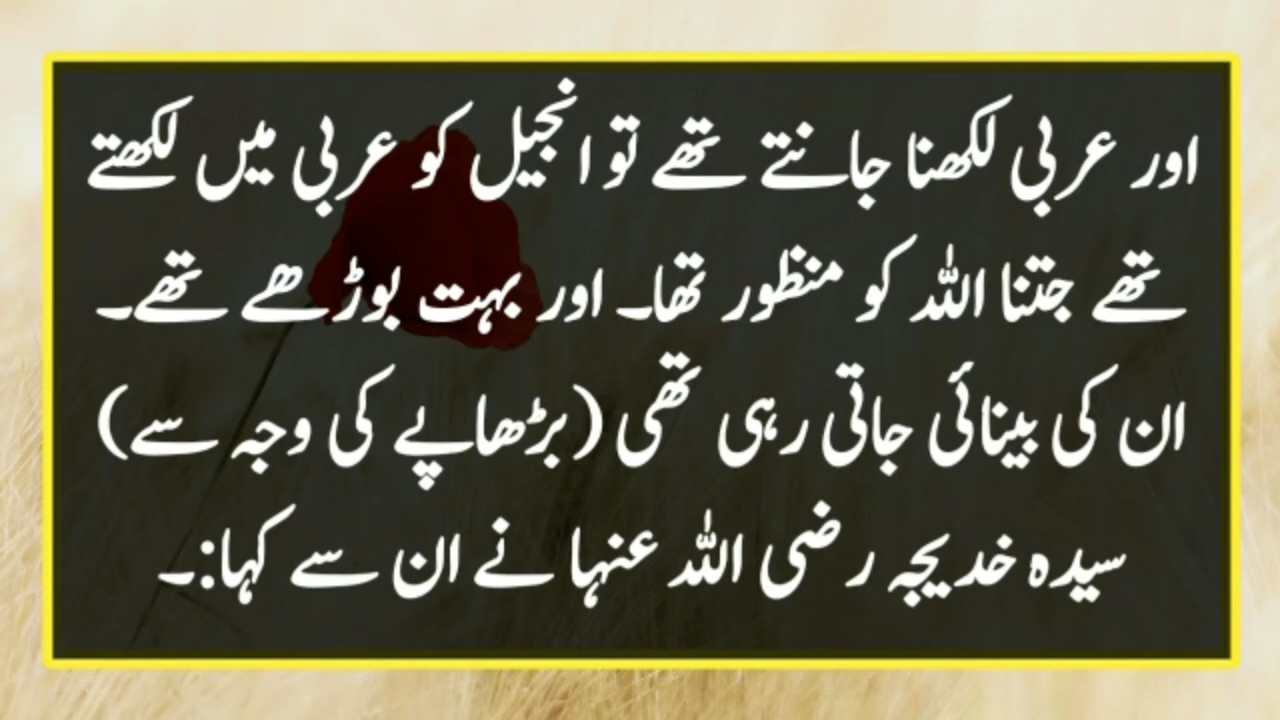 اور عربی لکھنا جانتے تھے تو انجیل کو عربی میں لکھتے
تھے جتنا اللہ کو منظور تھا۔ اور بہت بوڑھے تھے۔
ان کی بینائی جاتی رہی تھی (بڑھاپے کی وجہ سے)
سیدہ خدیجہ رضی اللہ عنہا نے ان سے کہا:۔